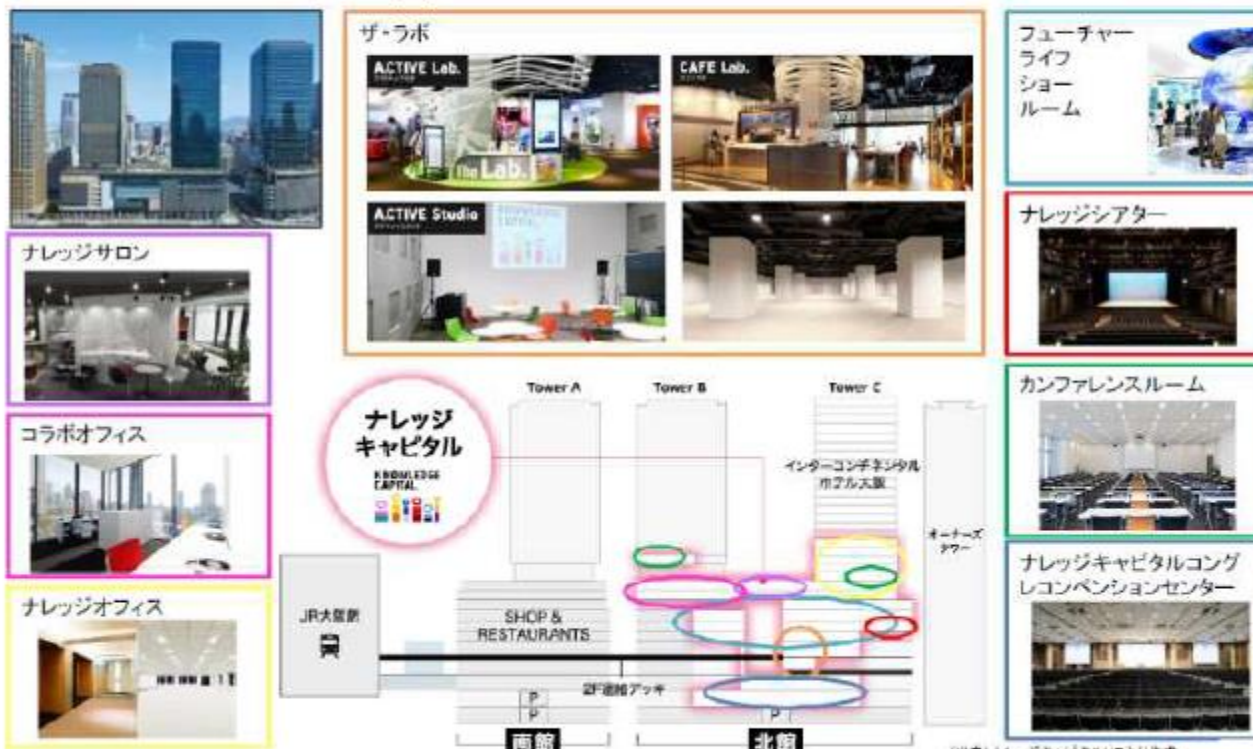 ザ・ラボ
ACTIVE Lab.
CAFE Lab.
The Lab.
ACTIVE Studio
フューチャー
ライフ
ショー
ルーム
ナレッジサロン
ナレッジシアター
コラボオフィス
カンファレンスルーム
ナレッジオフィス
ナレッジキャピタルコング
レコンベンションセンター
ナレッジ
キャピタル
KNOWLEDGE
CAPITAL
Tower A
Tower B
Tower C
インターコンチネンタル
ホテル大阪
オーナーズ
タワー
JR大阪駅
SHOP &
RESTAURANTS
2F連絡デッキ
P
P
P
北館